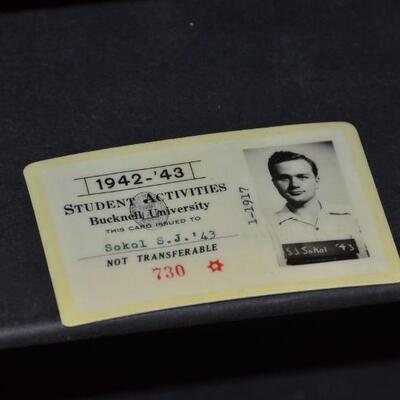 1942-'43
STUDENT ACTIVITIES
Bucknell University
THIS CARD ISSUED TO
Sokol S.J.'43
NOT TRANSFERABLE
730
1-1917
S.J. Sokol '43